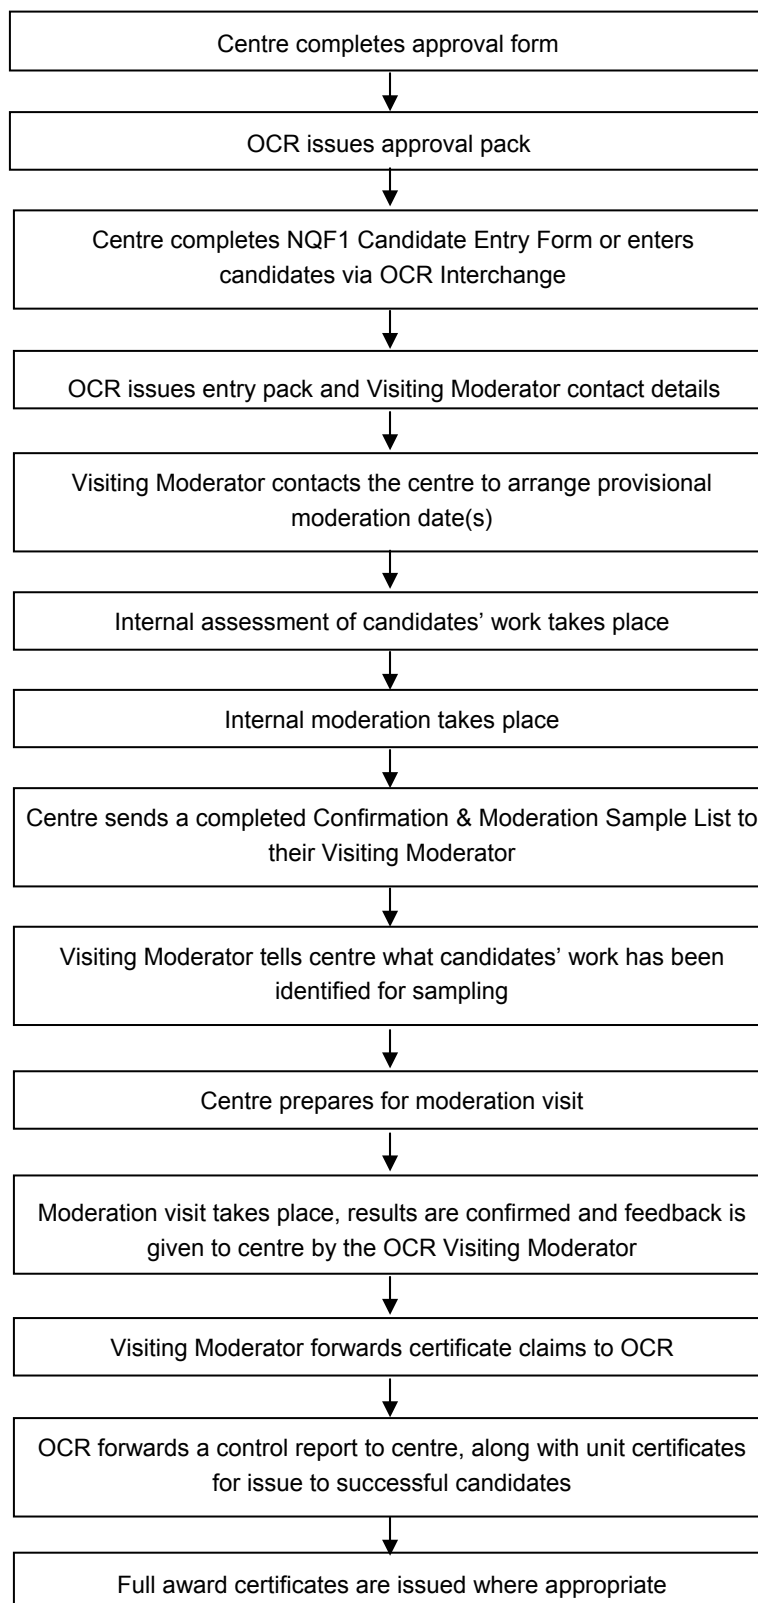 Centre completes approval form
OCR issues approval pack
Centre completes NQF1 Candidate Entry Form or enters
candidates via OCR Interchange
OCR issues entry pack and Visiting Moderator contact details
Visiting Moderator contacts the centre to arrange provisional
moderation date(s)
Internal assessment of candidates’ work takes place
Internal moderation takes place
Centre sends a completed Confirmation & Moderation Sample List to
their Visiting Moderator
Visiting Moderator tells centre what candidates’ work has been
identified for sampling
Centre prepares for moderation visit
Moderation visit takes place, results are confirmed and feedback is
given to centre by the OCR Visiting Moderator
Visiting Moderator forwards certificate claims to OCR
OCR forwards a control report to centre, along with unit certificates
for issue to successful candidates
Full award certificates are issued where appropriate